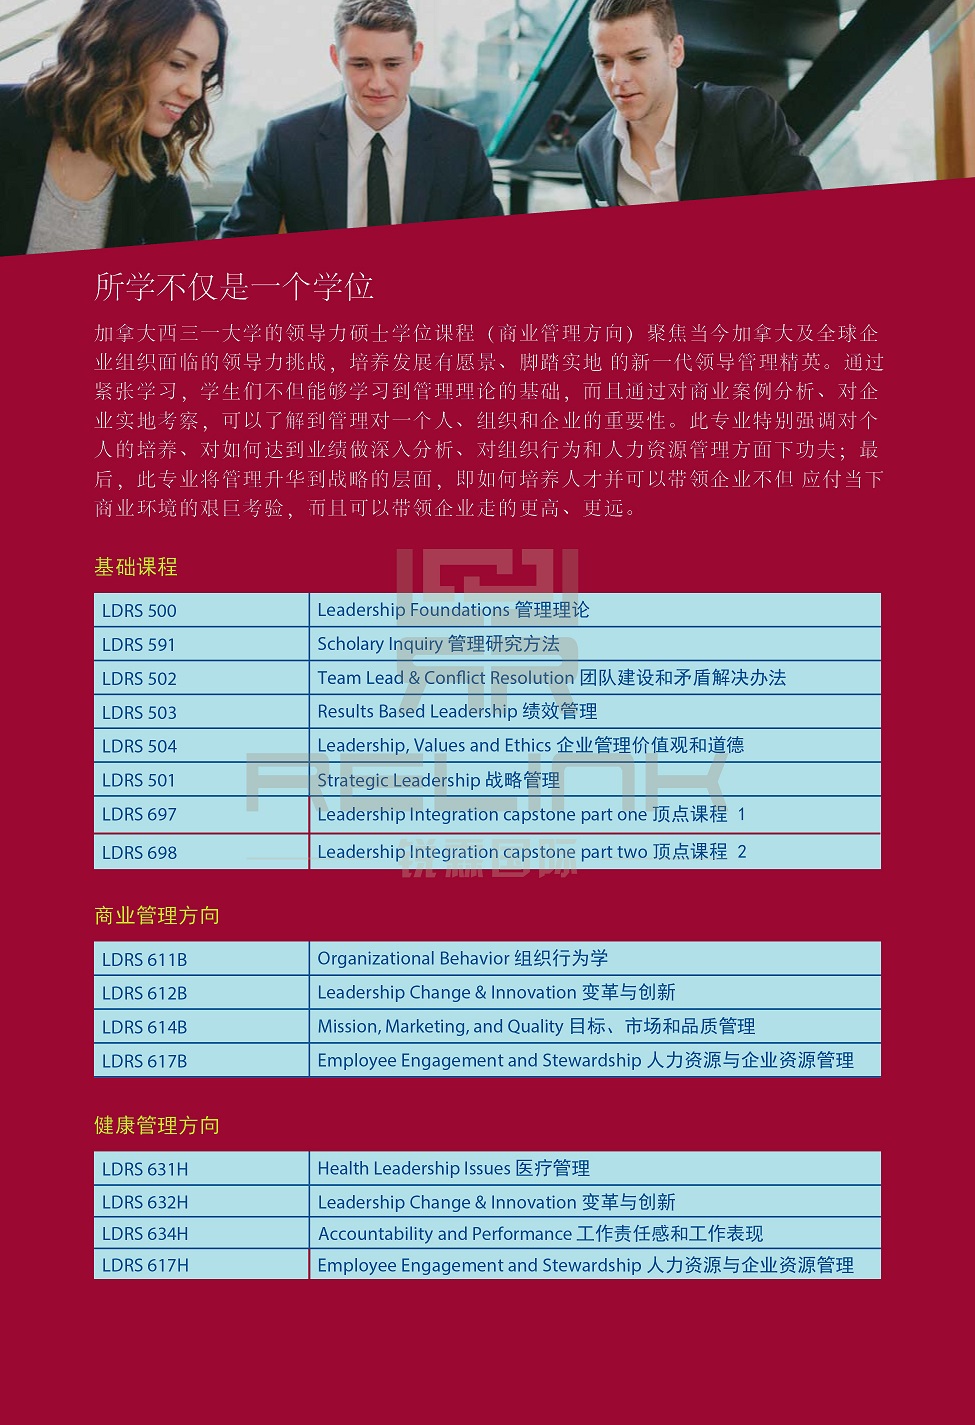 所学不仅是一个学位
加拿大西三一大学的领导力硕士学位课程（商业管理方向）聚焦当今加拿大及全球企
业组织面临的领导力挑战，培养发展有愿景、脚踏实地 的新一代领导管理精英。通过
紧张学习，学生们不但能够学习到管理理论的基础，而且通过对商业案例分析、对企
业实地考察，可以了解到管理对一个人、组织和企业的重要性。此专业特别强调对个
人的培养、对如何达到业绩做深入分析、对组织行为和人力资源管理方面下功夫；最
后，此专业将管理升华到战略的层面，即如何培养人才并可以带领企业不但 应付当下
商业环境的艰巨考验，而且可以带领企业走的更高、更远。
基础课程
LDRS 500 Leadership Foundations 管理理论
LDRS 591 Scholary Inquiry 管理研究方法
LDRS 502 Team Lead & Conflict Resolution 团队建设和矛盾解决办法
LDRS 503 Results Based Leadership 绩效管理
LDRS 504 Leadership, Values and Ethics 企业管理价值观和道德
LDRS 501 Strategic Leadership 战略管理
RELINK
LDRS 697 Leadership Integration capstone part one 顶点课程 1
LDRS 698 Leadership Integration capstone part two 顶点课程 2
锐霖国际
商业管理方向
LDRS 611B Organizational Behavior 组织行为学
LDRS 612B Leadership Change & Innovation 变革与创新
LDRS 614B Mission, Marketing, and Quality 目标、市场和品质管理
LDRS 617B Employee Engagement and Stewardship 人力资源与企业资源管理
健康管理方向
LDRS 631H Health Leadership Issues 医疗管理
LDRS 632H Leadership Change & Innovation 变革与创新
LDRS 634H Accountability and Performance 工作责任感和工作表现
LDRS 617H Employee Engagement and Stewardship 人力资源与企业资源管理